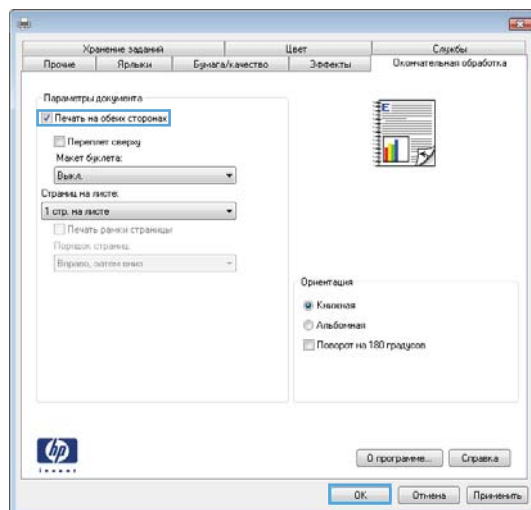 Хранение заданий Цвет Службы
Прочие Ярлыки Бумага/качество Эффекты Окончательная обработка
Параметры документа
Печать на обеих сторонах
Переплет сверху
Макет буклета:
Выкл.
Страниц на листе:
1 стр. на листе
Печать рамки страницы
Порядок страниц:
Вправо, затем вниз
E
Ориентация
Книжная
Альбомная
Поворот на 180 градусов
hp
invent
О программе... Справка
OK Отмена Применить